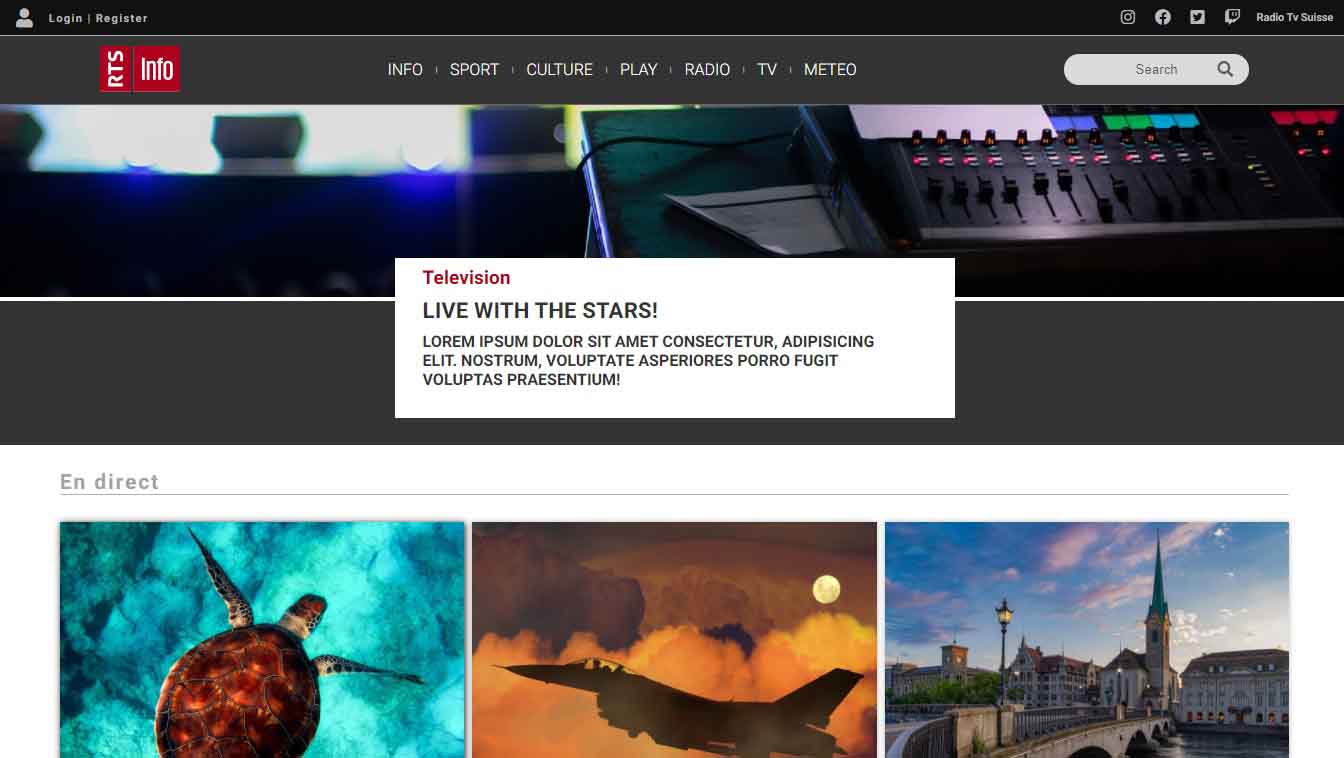 Login | Register
Radio Tv Suisse
RTS Info
INFO SPORT CULTURE PLAY RADIO TV METEO
Search
Television
LIVE WITH THE STARS!
LOREM IPSUM DOLOR SIT AMET CONSECTETUR, ADIPISICING
ELIT. NOSTRUM, VOLUPTATE ASPERIORES PORRO FUGIT
VOLUPTAS PRAESENTIUM!
En direct